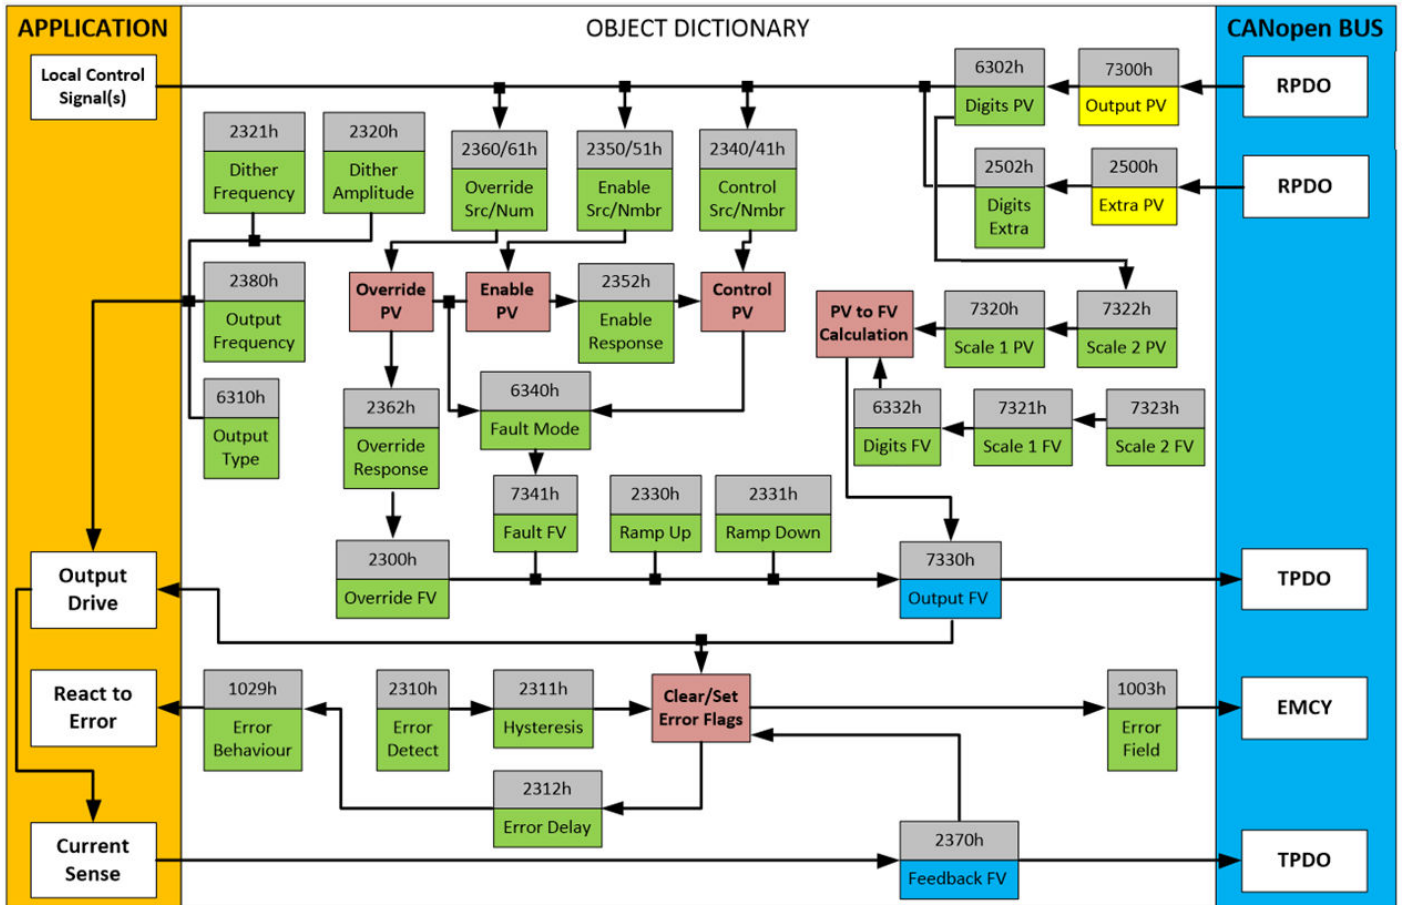 APPLICATION
OBJECT DICTIONARY
CANopen BUS
Local Control
Signal(s)
6302h
Digits PV
7300h
Output PV
RPDO
2321h
Dither
Frequency
2320h
Dither
Amplitude
2360/61h
Override
Src/Num
2350/51h
Enable
Src/Nmbr
2340/41h
Control
Src/Nmbr
2502h
Digits
Extra
2500h
Extra PV
RPDO
2380h
Output
Frequency
Override
PV
Enable
PV
2352h
Enable
Response
Control
PV
PV to FV
Calculation
7320h
Scale 1 PV
7322h
Scale 2 PV
6310h
Output
Type
2362h
Override
Response
6340h
Fault Mode
6332h
Digits FV
7321h
Scale 1 FV
7323h
Scale 2 FV
7341h
Fault FV
2330h
Ramp Up
2331h
Ramp Down
Output
Drive
2300h
Override FV
7330h
Output FV
TPDO
React to
Error
1029h
Error
Behaviour
2310h
Error
Detect
2311h
Hysteresis
Clear/Set
Error Flags
1003h
Error
Field
EMCY
2312h
Error Delay
Current
Sense
2370h
Feedback FV
TPDO